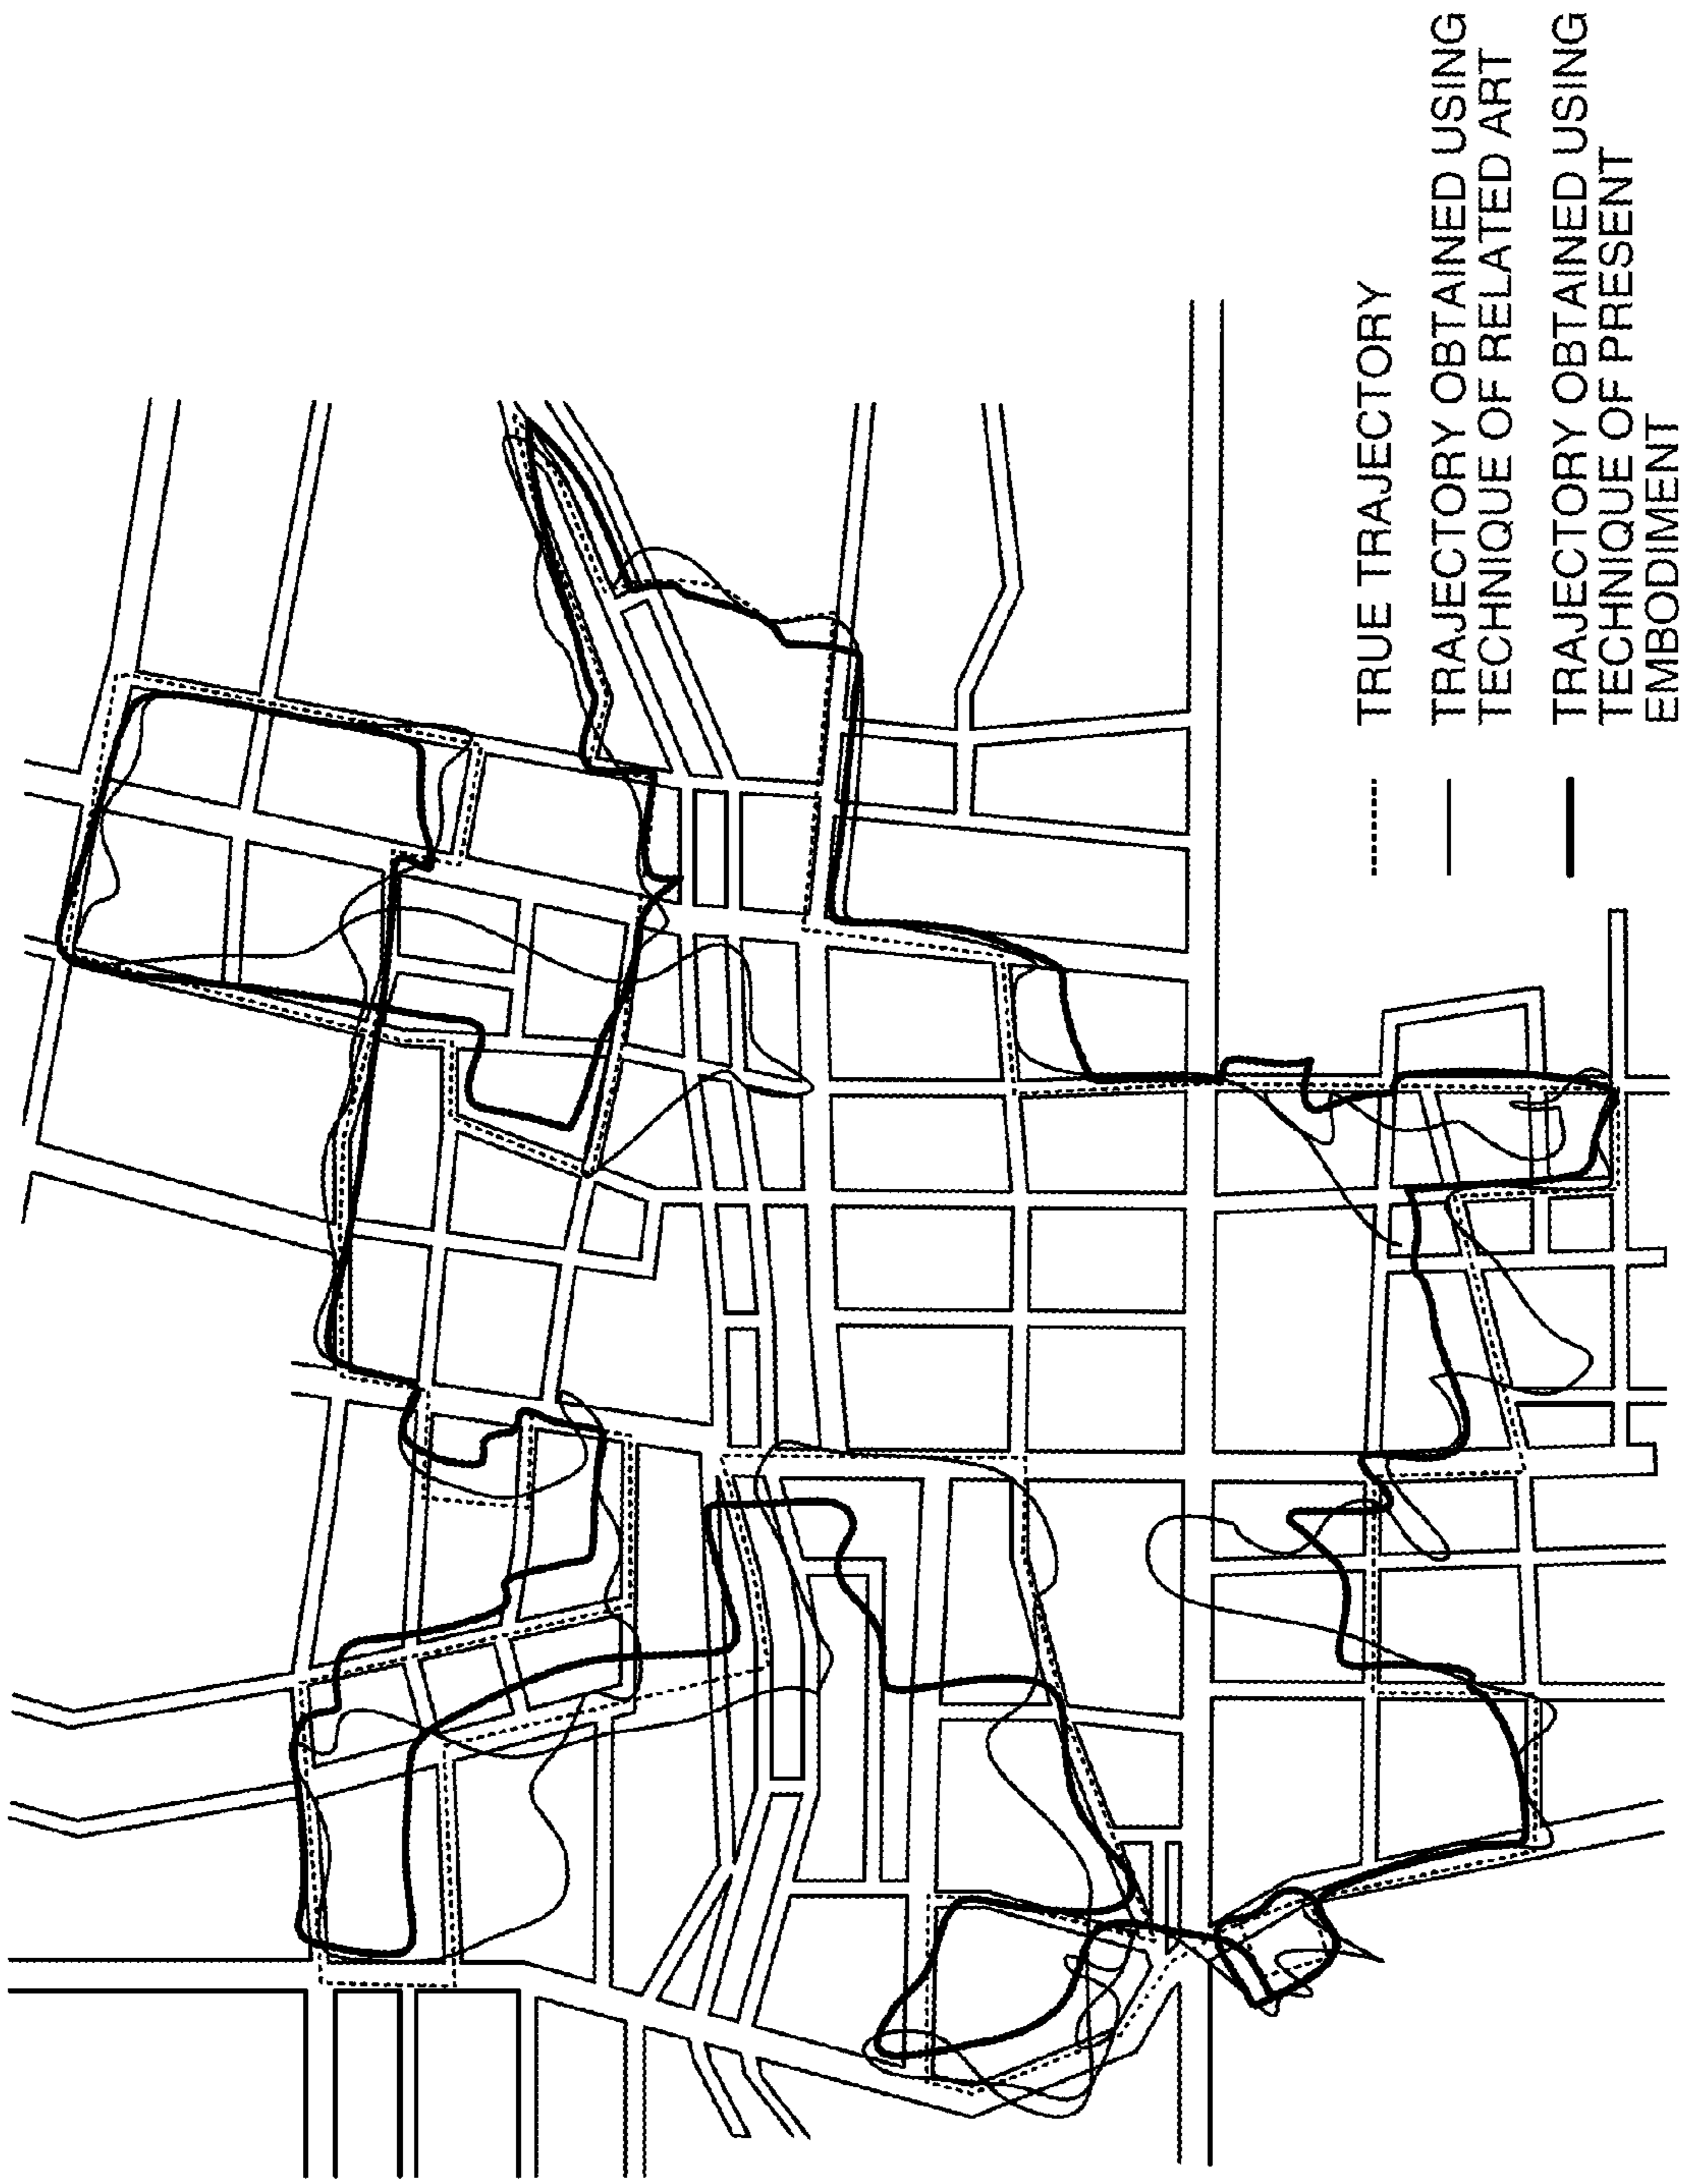 TRUE TRAJECTORY
TRAJECTORY OBTAINED USING
TECHNIQUE OF RELATED ART
TRAJECTORY OBTAINED USING
TECHNIQUE OF PRESENT
EMBODIMENT